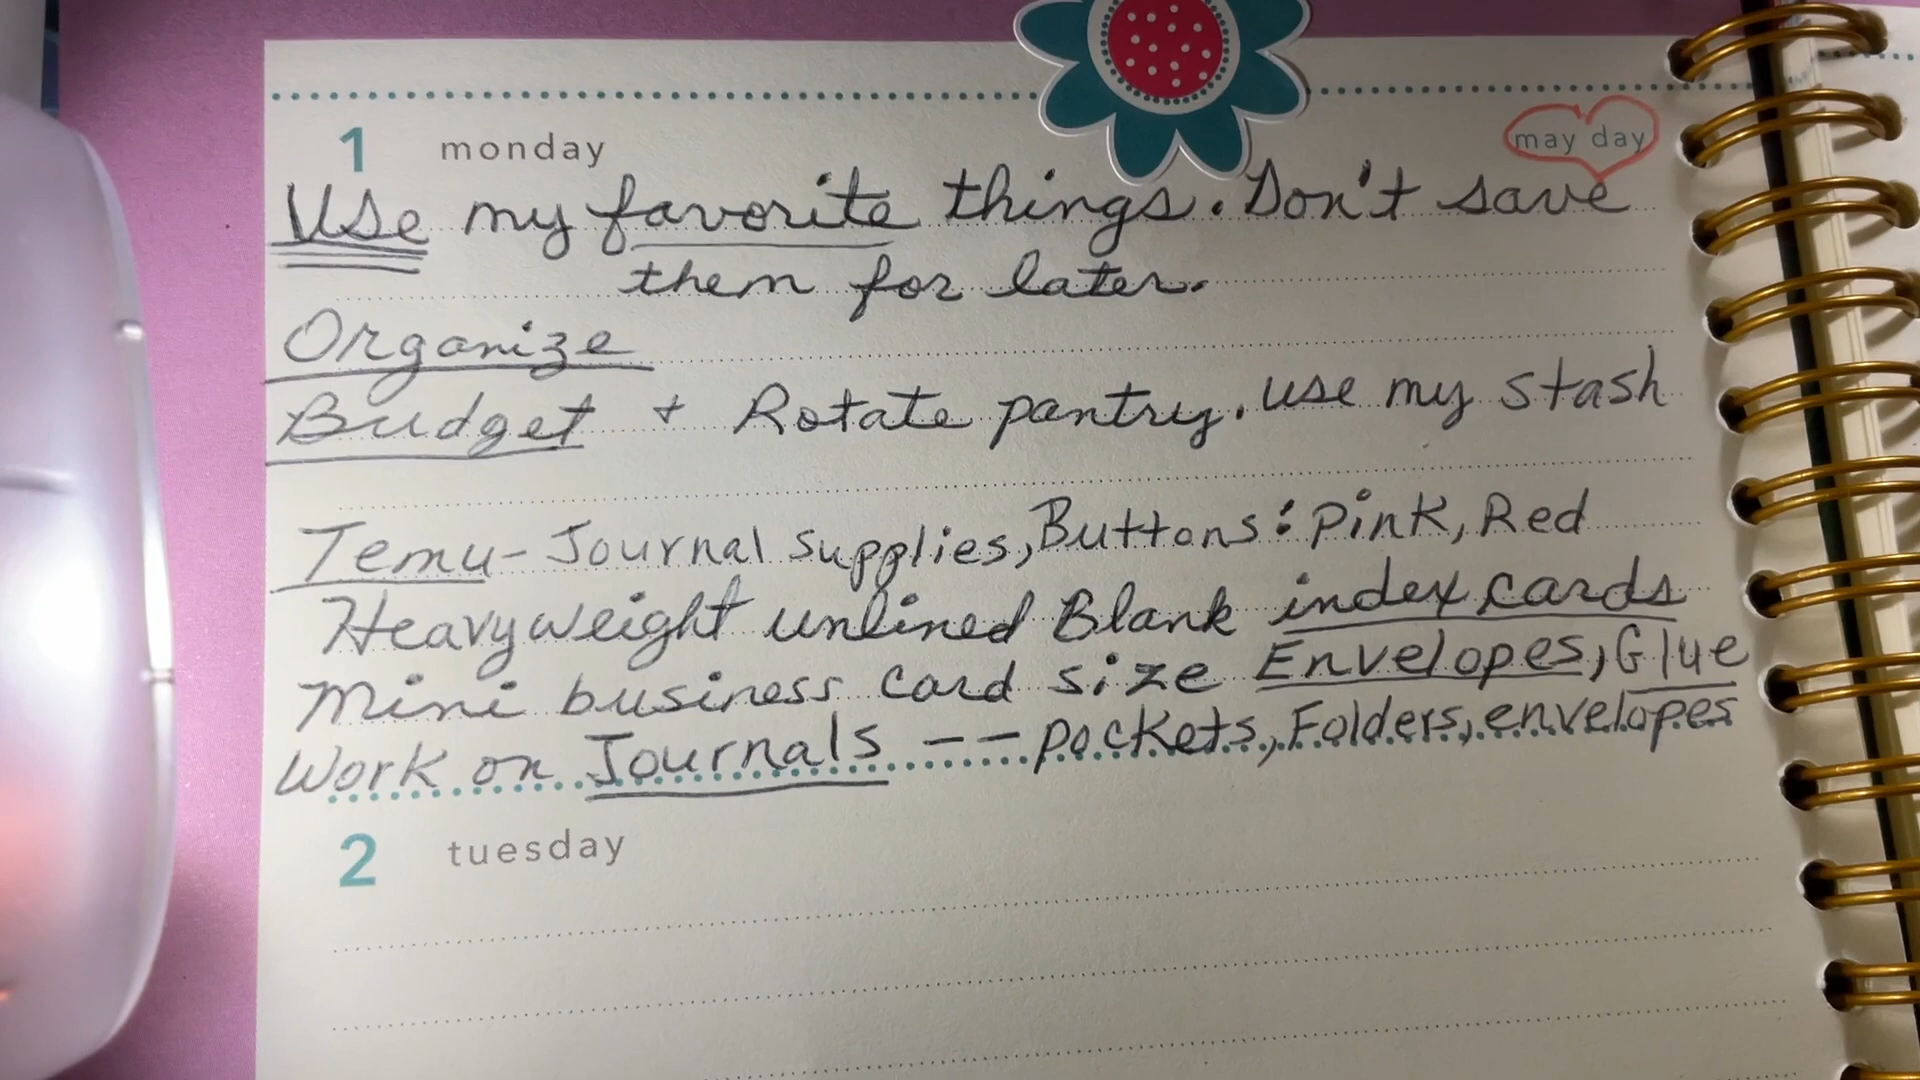 1 monday may day
Use my favorite things. Don't save
them for later.
Organize
Budget + Rotate pantry. use my stash
Temu - Journal supplies, Buttons: Pink, Red
Heavyweight unlined Blank index cards
Mini business card size Envelopes, Glue
Work on Journals -- pockets, Folders, envelopes
2 tuesday